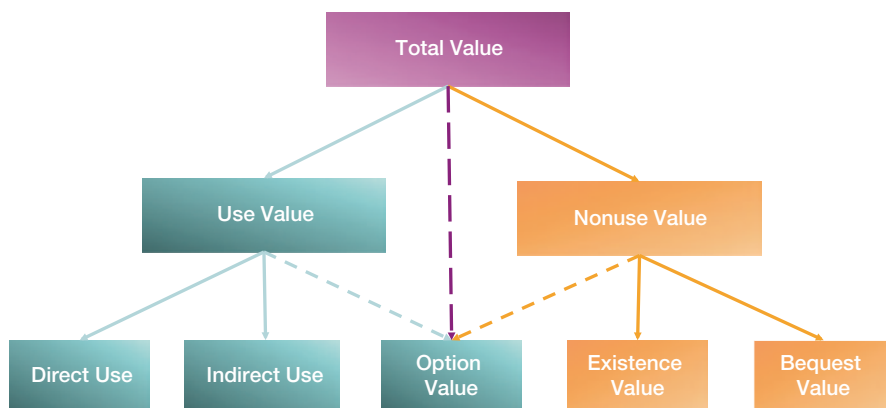 Total Value
Use Value
Nonuse Value
Direct Use
Indirect Use
Option
Value
Existence
Value
Bequest
Value